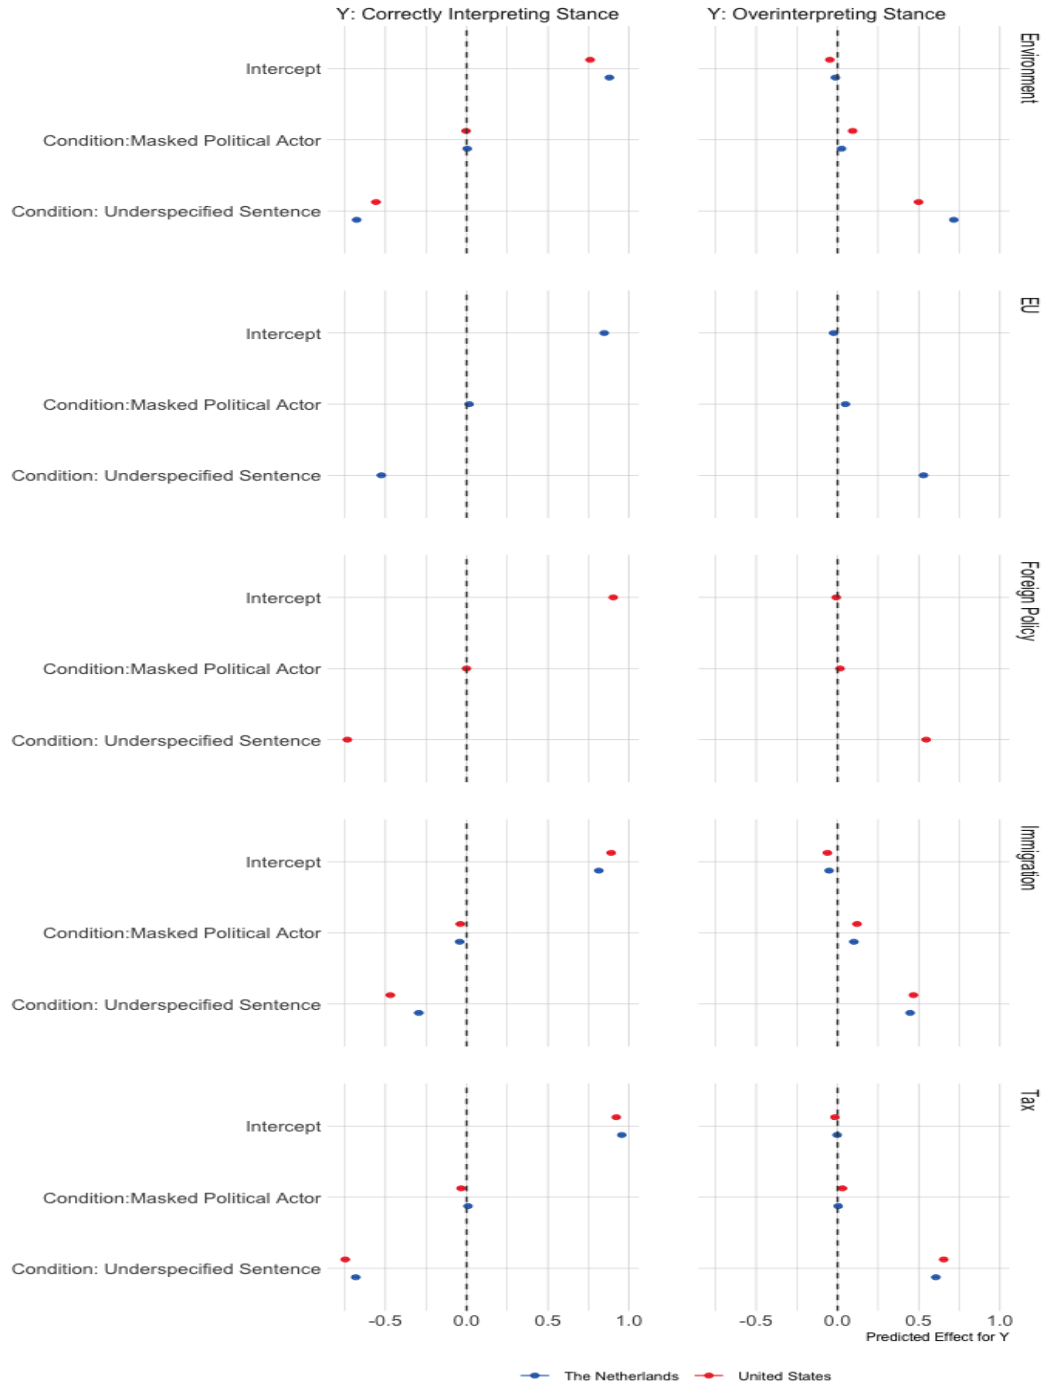 Y: Correctly Interpreting Stance
Y: Overinterpreting Stance
Environment
Intercept
Condition:Masked Political Actor
Condition: Underspecified Sentence
EU
Intercept
Condition:Masked Political Actor
Condition: Underspecified Sentence
Foreign Policy
Intercept
Condition:Masked Political Actor
Condition: Underspecified Sentence
Immigration
Intercept
Condition:Masked Political Actor
Condition: Underspecified Sentence
Tax
Intercept
Condition:Masked Political Actor
Condition: Underspecified Sentence
-0.5 0.0 0.5 1.0
-0.5 0.0 0.5 1.0
Predicted Effect for Y
The Netherlands
United States